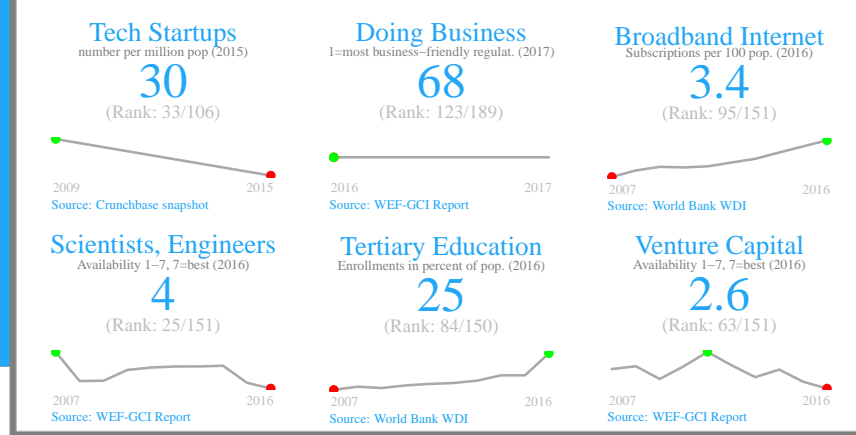 Tech Startups
number per million pop (2015)
30
(Rank: 33/106)
2009 2015
Source: Crunchbase snapshot
Doing Business
1=most business−friendly regulat. (2017)
68
(Rank: 123/189)
2016 2017
Source: WEF-GCI Report
Broadband Internet
Subscriptions per 100 pop. (2016)
3.4
(Rank: 95/151)
2007 2016
Source: World Bank WDI
Scientists, Engineers
Availability 1−7, 7=best (2016)
4
(Rank: 25/151)
2007 2016
Source: WEF-GCI Report
Tertiary Education
Enrollments in percent of pop. (2016)
25
(Rank: 84/150)
2007 2016
Source: World Bank WDI
Venture Capital
Availability 1−7, 7=best (2016)
2.6
(Rank: 63/151)
2007 2016
Source: WEF-GCI Report